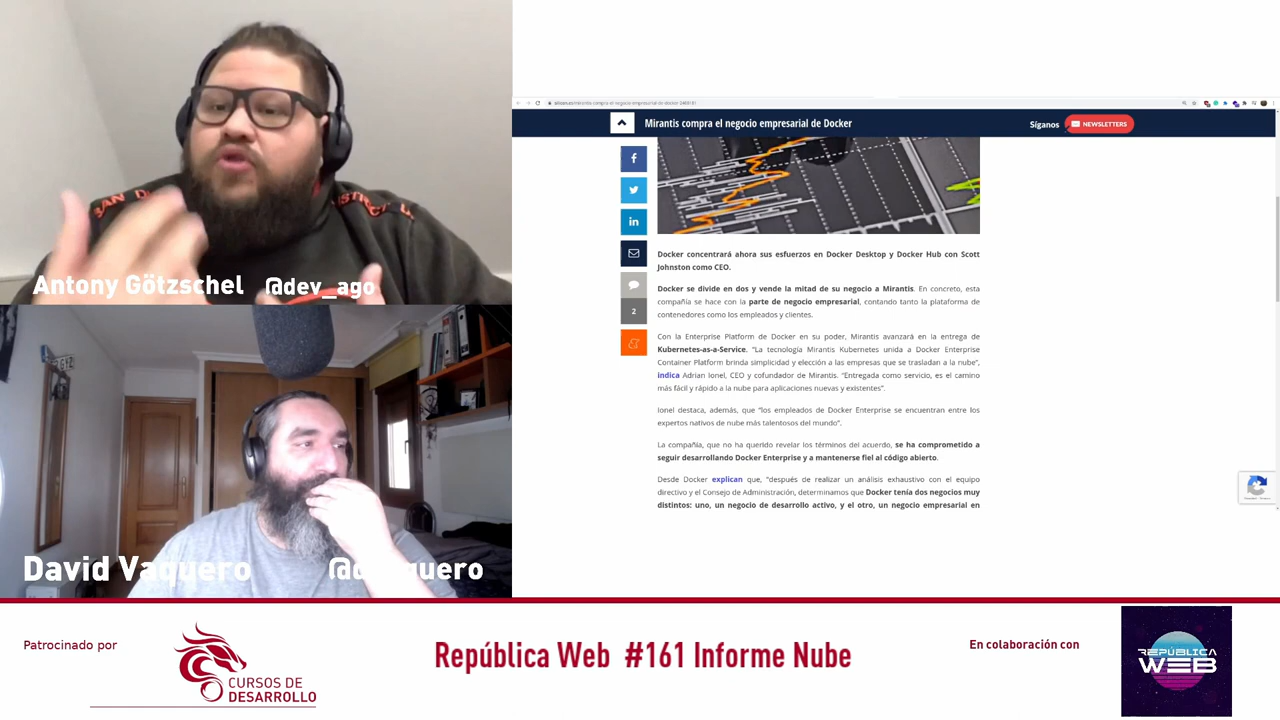 Antony Götzschel @dev_ago
David Vaquero
Mirantis compra el negocio empresarial de Docker
Síganos
NEWSLETTERS
2
Docker concentrará ahora sus esfuerzos en Docker Desktop y Docker Hub con Scott
Johnston como CEO.
Docker se divide en dos y vende la mitad de su negocio a Mirantis. En concreto, esta
compañía se hace con la parte de negocio empresarial, contando tanto la plataforma de
contenedores como los empleados y clientes.
Con la Enterprise Platform de Docker en su poder, Mirantis avanzará en la entrega de
Kubernetes-as-a-Service. “La tecnología Mirantis Kubernetes unida a Docker Enterprise
Container Platform brinda simplicidad y elección a las empresas que se trasladan a la nube”,
indica Adrian Ionel, CEO y cofundador de Mirantis. “Entregada como servicio, es el camino
más fácil y rápido a la nube para aplicaciones nuevas y existentes”.
Ionel destaca, además, que “los empleados de Docker Enterprise se encuentran entre los
expertos nativos de nube más talentosos del mundo”.
La compañía, que no ha querido revelar los términos del acuerdo, se ha comprometido a
seguir desarrollando Docker Enterprise y a mantenerse fiel al código abierto.
Desde Docker explican que, “después de realizar un análisis exhaustivo con el equipo
directivo y el Consejo de Administración, determinamos que Docker tenía dos negocios muy
distintos: uno, un negocio de desarrollo activo, y el otro, un negocio empresarial en
Patrocinado por
CURSOS DE
DESARROLLO
República Web #161 Informe Nube
En colaboración con
REPÚBLICA
WEB